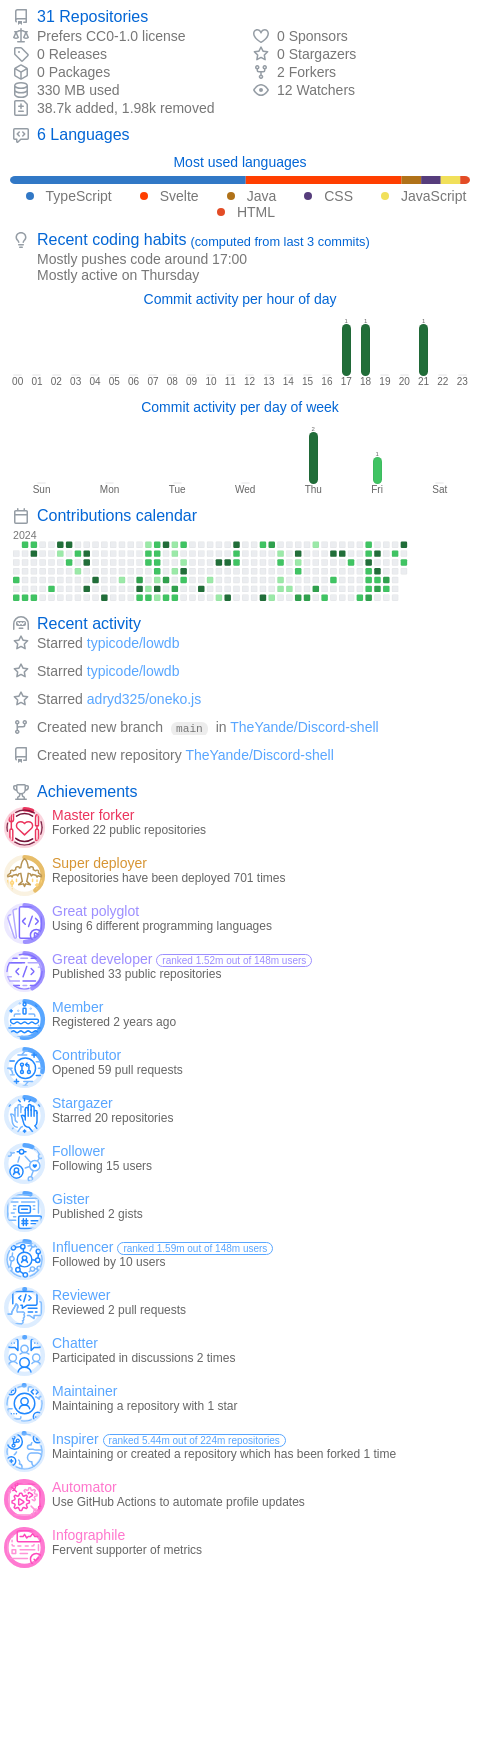 31 Repositories
Prefers CC0-1.0 license
0 Sponsors
0 Releases
0 Stargazers
0 Packages
2 Forkers
330 MB used
12 Watchers
38.7k added, 1.98k removed
6 Languages
Most used languages
TypeScript Svelte Java CSS JavaScript
HTML
Recent coding habits (computed from last 3 commits)
Mostly pushes code around 17:00
Mostly active on Thursday
Commit activity per hour of day
1 1 1
00 01 02 03 04 05 06 07 08 09 10 11 12 13 14 15 16 17 18 19 20 21 22 23
Commit activity per day of week
2
1
Sun Mon Tue Wed Thu Fri Sat
Contributions calendar
2024
Recent activity
Starred typicode/lowdb
Starred typicode/lowdb
Starred adryd325/oneko.js
Created new branch main in TheYande/Discord-shell
Created new repository TheYande/Discord-shell
Achievements
Master forker
Forked 22 public repositories
Super deployer
Repositories have been deployed 701 times
Great polyglot
Using 6 different programming languages
Great developer ranked 1.52m out of 148m users
Published 33 public repositories
Member
Registered 2 years ago
Contributor
Opened 59 pull requests
Stargazer
Starred 20 repositories
Follower
Following 15 users
Gister
Published 2 gists
Influencer ranked 1.59m out of 148m users
Followed by 10 users
Reviewer
Reviewed 2 pull requests
Chatter
Participated in discussions 2 times
Maintainer
Maintaining a repository with 1 star
Inspirer ranked 5.44m out of 224m repositories
Maintaining or created a repository which has been forked 1 time
Automator
Use GitHub Actions to automate profile updates
Infographile
Fervent supporter of metrics